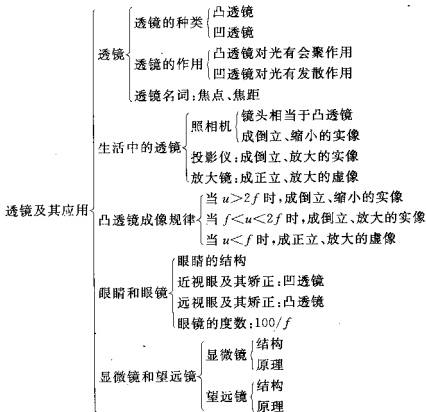 透镜及其应用
透镜
透镜的种类
凸透镜
凹透镜
透镜的作用
凸透镜对光有会聚作用
凹透镜对光有发散作用
透镜名词:焦点、焦距
生活中的透镜
照相机
镜头相当于凸透镜
成倒立、缩小的实像
投影仪:成倒立、放大的实像
放大镜:成正立、放大的虚像
凸透镜成像规律
当 u>2f 时,成倒立、缩小的实像
当 f<u<2f 时,成倒立、放大的实像
当 u<f 时,成正立、放大的虚像
眼睛和眼镜
眼睛的结构
近视眼及其矫正:凹透镜
远视眼及其矫正:凸透镜
眼镜的度数:100/f
显微镜和望远镜
显微镜
结构
原理
望远镜
结构
原理